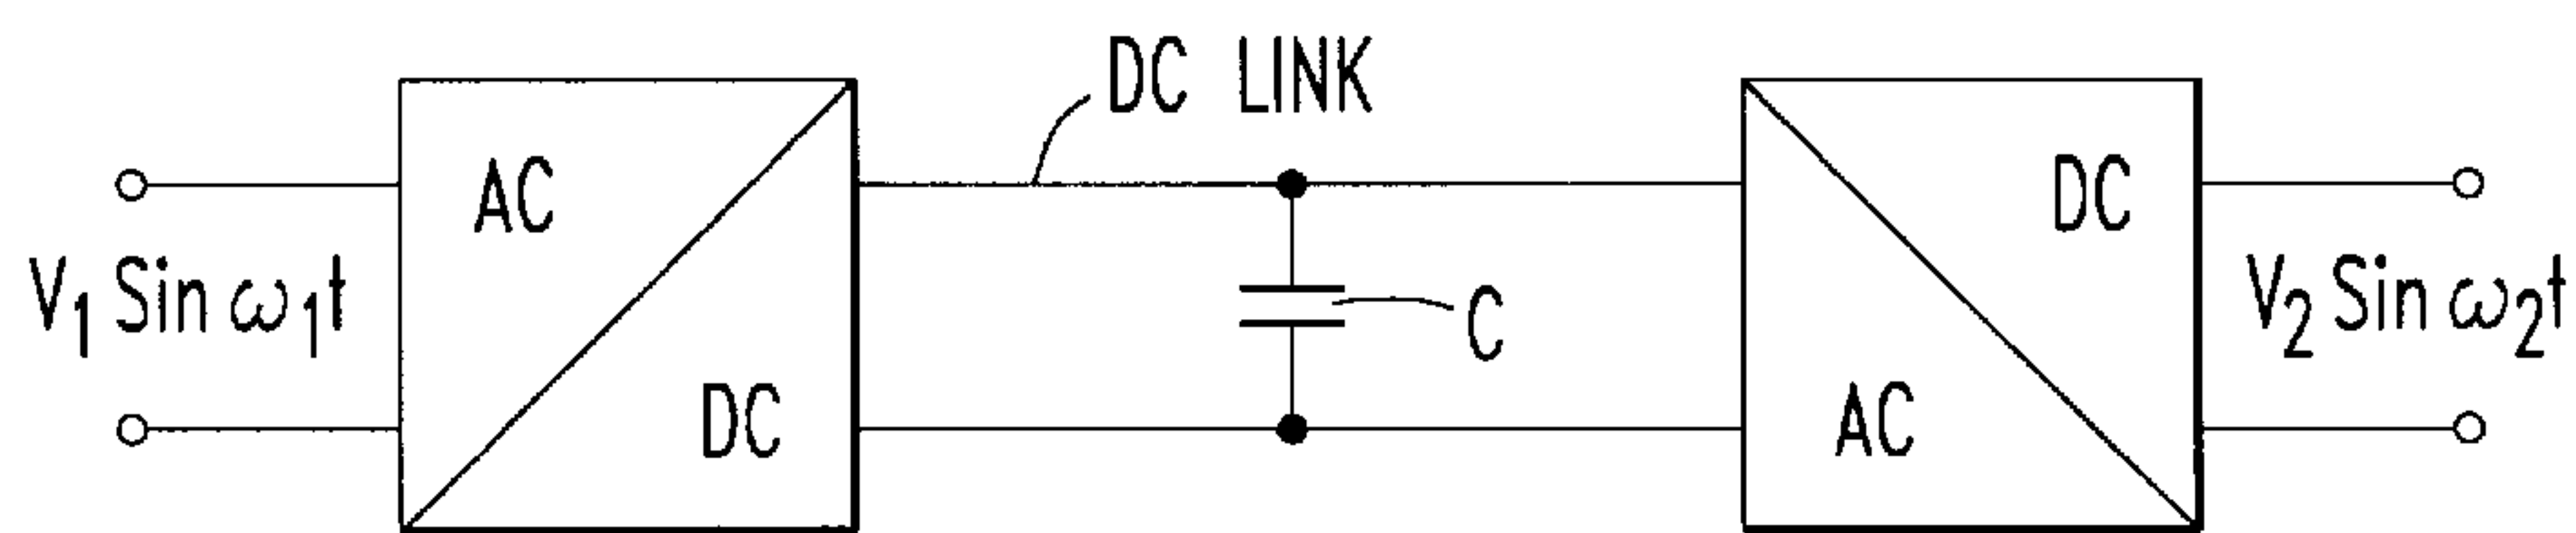 DC LINK
AC
DC
V₁ Sin ω₁t
C
DC
AC
V₂ Sin ω₂t